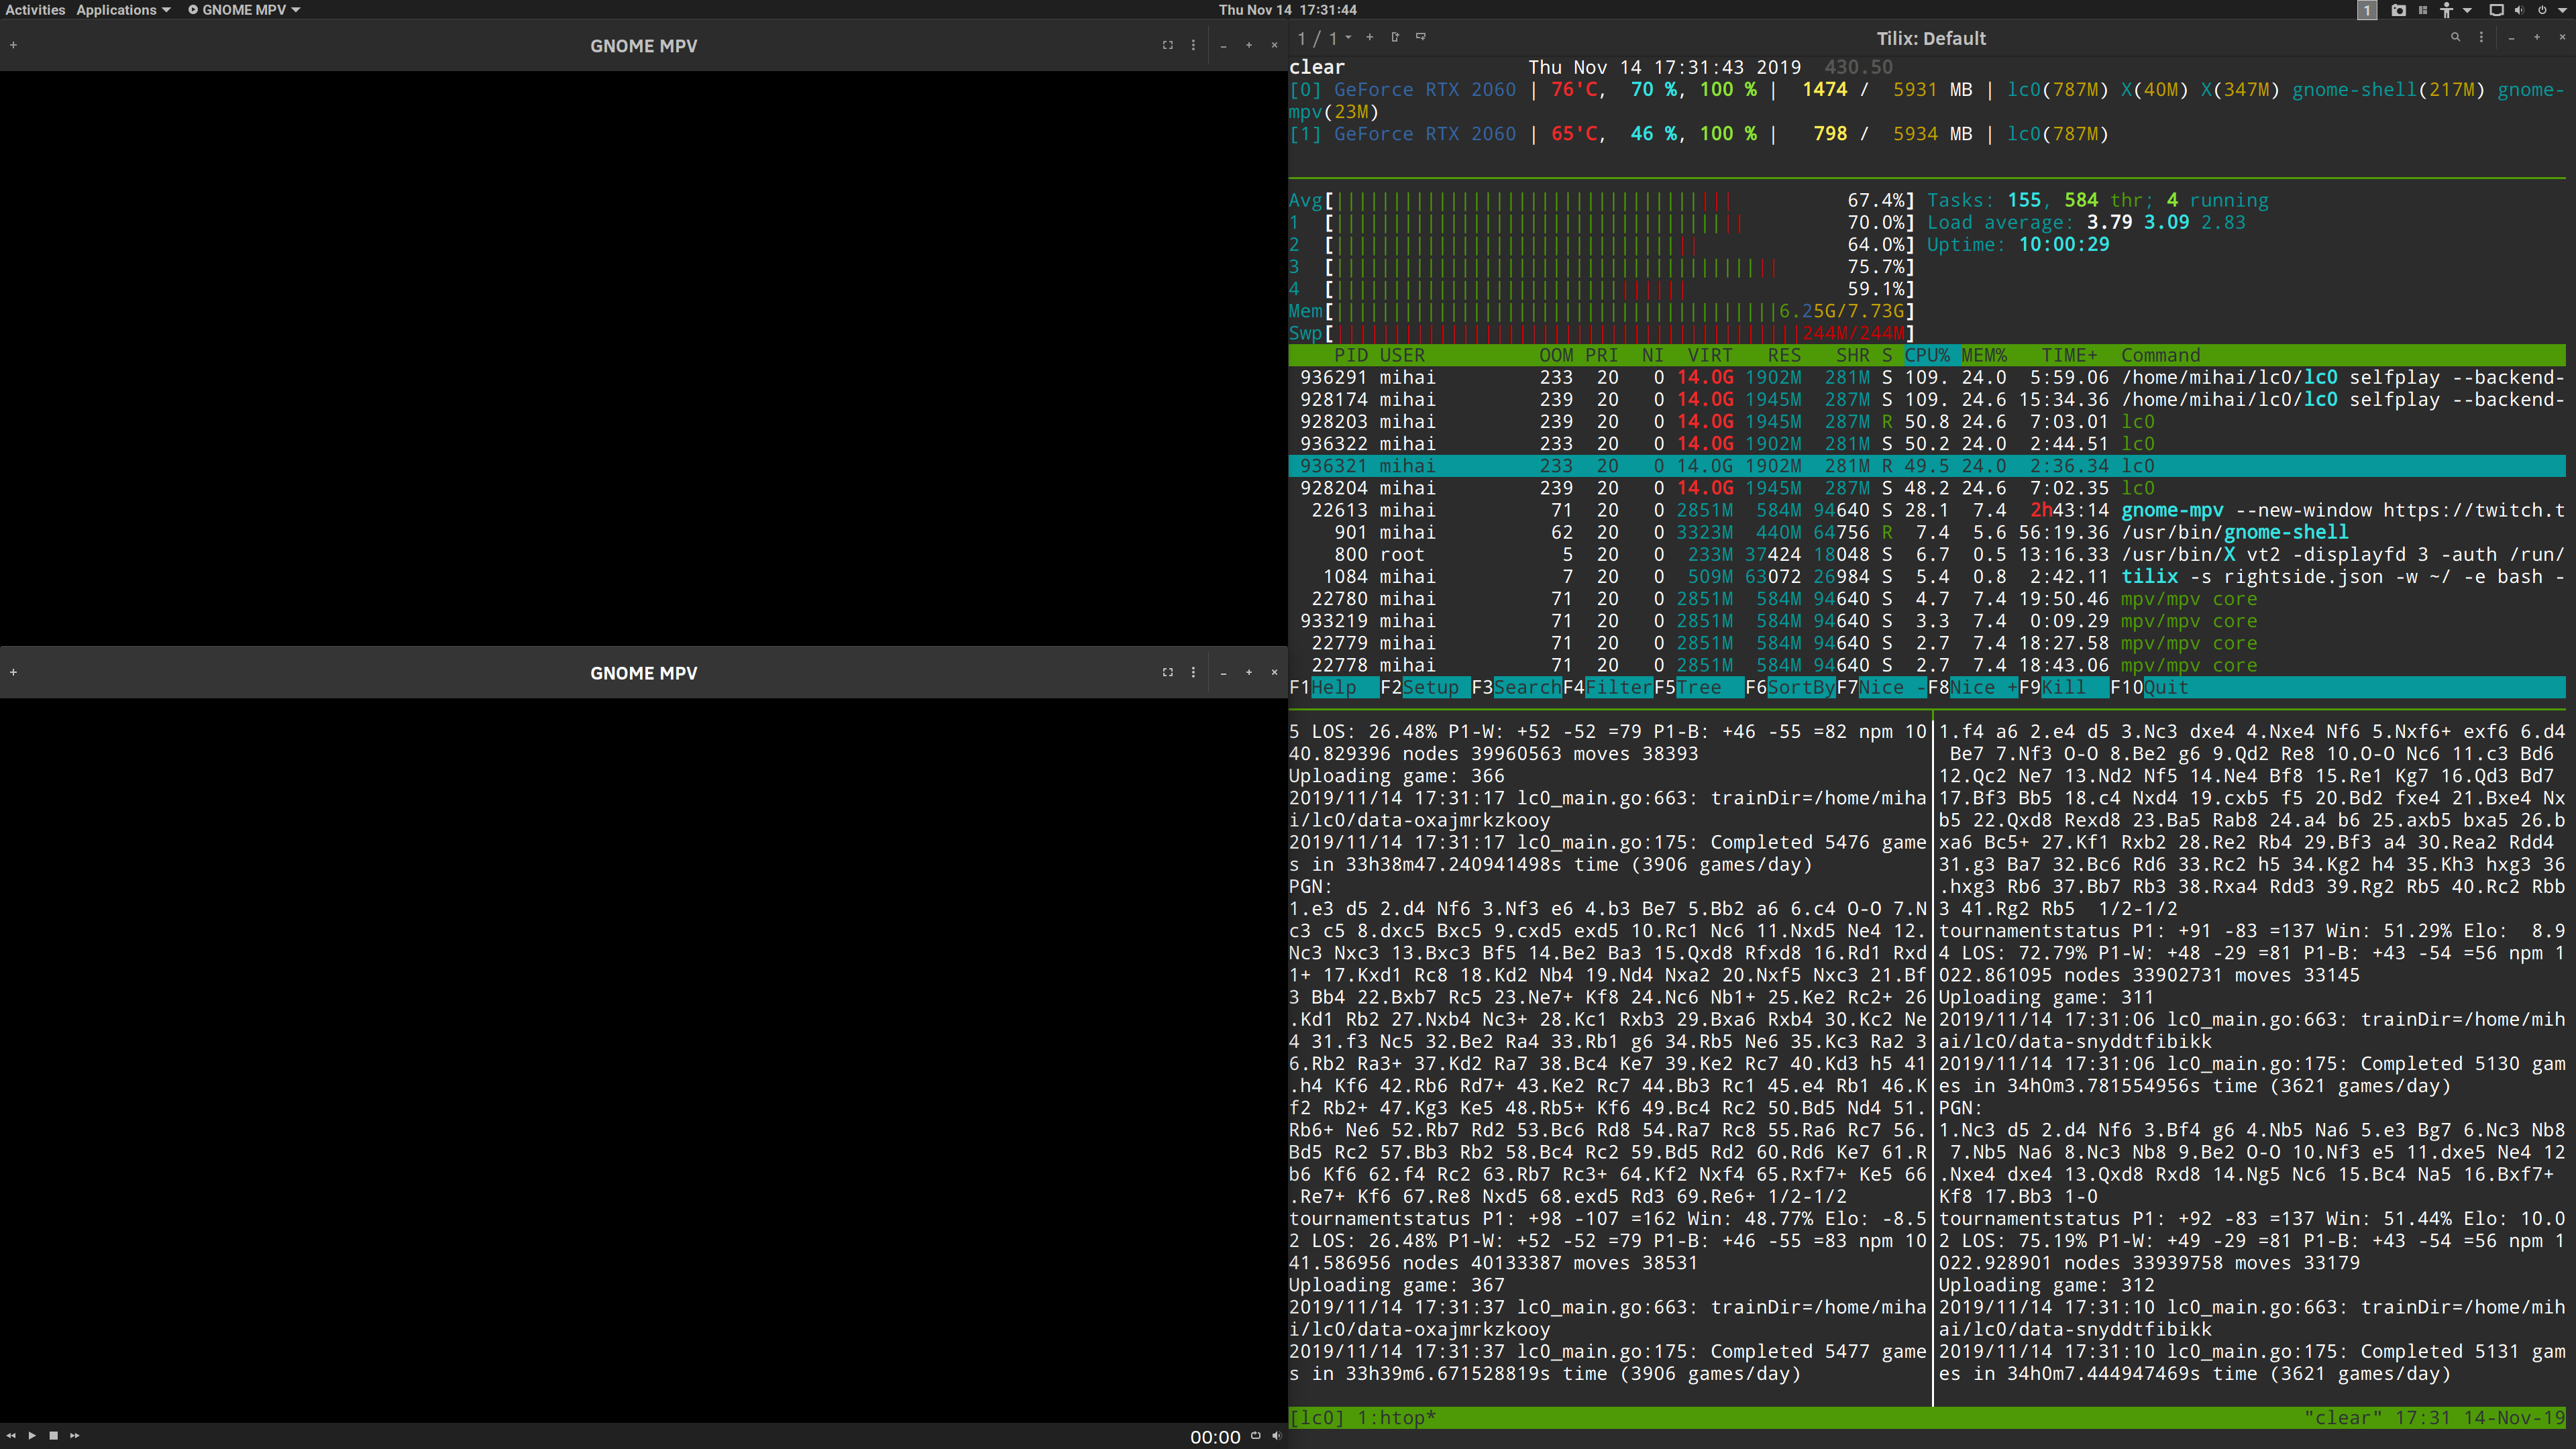 Activities Applications GNOME MPV Thu Nov 14 17:31:44 1
GNOME MPV
GNOME MPV
00:00
1 / 1 Tilix: Default
clear Thu Nov 14 17:31:43 2019 430.50
[0] GeForce RTX 2060 | 76'C, 70 %, 100 % | 1474 / 5931 MB | lc0(787M) X(40M) X(347M) gnome-shell(217M) gnome-
mpv(23M)
[1] GeForce RTX 2060 | 65'C, 46 %, 100 % | 798 / 5934 MB | lc0(787M)
Avg[ 67.4%] Tasks: 155, 584 thr; 4 running
1 [ 70.0%] Load average: 3.79 3.09 2.83
2 [ 64.0%] Uptime: 10:00:29
3 [ 75.7%]
4 [ 59.1%]
Mem[ 6.25G/7.73G]
Swp[ 244M/244M]
PID USER OOM PRI NI VIRT RES SHR S CPU% MEM% TIME+ Command
936291 mihai 233 20 0 14.0G 1902M 281M S 109. 24.0 5:59.06 /home/mihai/lc0/lc0 selfplay --backend-
928174 mihai 239 20 0 14.0G 1945M 287M S 109. 24.6 15:34.36 /home/mihai/lc0/lc0 selfplay --backend-
928203 mihai 239 20 0 14.0G 1945M 287M R 50.8 24.6 7:03.01 lc0
936322 mihai 233 20 0 14.0G 1902M 281M S 50.2 24.0 2:44.51 lc0
936321 mihai 233 20 0 14.0G 1902M 281M R 49.5 24.0 2:36.34 lc0
928204 mihai 239 20 0 14.0G 1945M 287M S 48.2 24.6 7:02.35 lc0
22613 mihai 71 20 0 2851M 584M 94640 S 28.1 7.4 2h43:14 gnome-mpv --new-window https://twitch.t
901 mihai 62 20 0 3323M 440M 64756 R 7.4 5.6 56:19.36 /usr/bin/gnome-shell
800 root 5 20 0 233M 37424 18048 S 6.7 0.5 13:16.33 /usr/bin/X vt2 -displayfd 3 -auth /run/
1084 mihai 7 20 0 509M 63072 26984 S 5.4 0.8 2:42.11 tilix -s rightside.json -w ~/ -e bash -
22780 mihai 71 20 0 2851M 584M 94640 S 4.7 7.4 19:50.46 mpv/mpv core
933219 mihai 71 20 0 2851M 584M 94640 S 3.3 7.4 0:09.29 mpv/mpv core
22779 mihai 71 20 0 2851M 584M 94640 S 2.7 7.4 18:27.58 mpv/mpv core
22778 mihai 71 20 0 2851M 584M 94640 S 2.7 7.4 18:43.06 mpv/mpv core
F1Help F2Setup F3SearchF4FilterF5Tree F6SortByF7Nice -F8Nice +F9Kill F10Quit
5 LOS: 26.48% P1-W: +52 -52 =79 P1-B: +46 -55 =82 npm 10
40.829396 nodes 39960563 moves 38393
Uploading game: 366
2019/11/14 17:31:17 lc0_main.go:663: trainDir=/home/miha
i/lc0/data-oxajmrkzkooy
2019/11/14 17:31:17 lc0_main.go:175: Completed 5476 game
s in 33h38m47.240941498s time (3906 games/day)
PGN:
1.e3 d5 2.d4 Nf6 3.Nf3 e6 4.b3 Be7 5.Bb2 a6 6.c4 O-O 7.N
c3 c5 8.dxc5 Bxc5 9.cxd5 exd5 10.Rc1 Nc6 11.Nxd5 Ne4 12.
Nc3 Nxc3 13.Bxc3 Bf5 14.Be2 Ba3 15.Qxd8 Rfxd8 16.Rd1 Rxd
1+ 17.Kxd1 Rc8 18.Kd2 Nb4 19.Nd4 Nxa2 20.Nxf5 Nxc3 21.Bf
3 Bb4 22.Bxb7 Rc5 23.Ne7+ Kf8 24.Nc6 Nb1+ 25.Ke2 Rc2+ 26
.Kd1 Rb2 27.Nxb4 Nc3+ 28.Kc1 Rxb3 29.Bxa6 Rxb4 30.Kc2 Ne
4 31.f3 Nc5 32.Be2 Ra4 33.Rb1 g6 34.Rb5 Ne6 35.Kc3 Ra2 3
6.Rb2 Ra3+ 37.Kd2 Ra7 38.Bc4 Ke7 39.Ke2 Rc7 40.Kd3 h5 41
.h4 Kf6 42.Rb6 Rd7+ 43.Ke2 Rc7 44.Bb3 Rc1 45.e4 Rb1 46.K
f2 Rb2+ 47.Kg3 Ke5 48.Rb5+ Kf6 49.Bc4 Rc2 50.Bd5 Nd4 51.
Rb6+ Ne6 52.Rb7 Rd2 53.Bc6 Rd8 54.Ra7 Rc8 55.Ra6 Rc7 56.
Bd5 Rc2 57.Bb3 Rb2 58.Bc4 Rc2 59.Bd5 Rd2 60.Rd6 Ke7 61.R
b6 Kf6 62.f4 Rc2 63.Rb7 Rc3+ 64.Kf2 Nxf4 65.Rxf7+ Ke5 66
.Re7+ Kf6 67.Re8 Nxd5 68.exd5 Rd3 69.Re6+ 1/2-1/2
tournamentstatus P1: +98 -107 =162 Win: 48.77% Elo: -8.5
2 LOS: 26.48% P1-W: +52 -52 =79 P1-B: +46 -55 =83 npm 10
41.586956 nodes 40133387 moves 38531
Uploading game: 367
2019/11/14 17:31:37 lc0_main.go:663: trainDir=/home/miha
i/lc0/data-oxajmrkzkooy
2019/11/14 17:31:37 lc0_main.go:175: Completed 5477 game
s in 33h39m6.671528819s time (3906 games/day)
1.f4 a6 2.e4 d5 3.Nc3 dxe4 4.Nxe4 Nf6 5.Nxf6+ exf6 6.d4
Be7 7.Nf3 O-O 8.Be2 g6 9.Qd2 Re8 10.O-O Nc6 11.c3 Bd6
12.Qc2 Ne7 13.Nd2 Nf5 14.Ne4 Bf8 15.Re1 Kg7 16.Qd3 Bd7
17.Bf3 Bb5 18.c4 Nxd4 19.cxb5 f5 20.Bd2 fxe4 21.Bxe4 Nx
b5 22.Qxd8 Rexd8 23.Ba5 Rab8 24.a4 b6 25.axb5 bxa5 26.b
xa6 Bc5+ 27.Kf1 Rxb2 28.Re2 Rb4 29.Bf3 a4 30.Rea2 Rdd4
31.g3 Ba7 32.Bc6 Rd6 33.Rc2 h5 34.Kg2 h4 35.Kh3 hxg3 36
.hxg3 Rb6 37.Bb7 Rb3 38.Rxa4 Rdd3 39.Rg2 Rb5 40.Rc2 Rbb
3 41.Rg2 Rb5 1/2-1/2
tournamentstatus P1: +91 -83 =137 Win: 51.29% Elo: 8.9
4 LOS: 72.79% P1-W: +48 -29 =81 P1-B: +43 -54 =56 npm 1
022.861095 nodes 33902731 moves 33145
Uploading game: 311
2019/11/14 17:31:06 lc0_main.go:663: trainDir=/home/mih
ai/lc0/data-snyddtfibikk
2019/11/14 17:31:06 lc0_main.go:175: Completed 5130 gam
es in 34h0m3.781554956s time (3621 games/day)
PGN:
1.Nc3 d5 2.d4 Nf6 3.Bf4 g6 4.Nb5 Na6 5.e3 Bg7 6.Nc3 Nb8
7.Nb5 Na6 8.Nc3 Nb8 9.Be2 O-O 10.Nf3 e5 11.dxe5 Ne4 12
.Nxe4 dxe4 13.Qxd8 Rxd8 14.Ng5 Nc6 15.Bc4 Na5 16.Bxf7+
Kf8 17.Bb3 1-0
tournamentstatus P1: +92 -83 =137 Win: 51.44% Elo: 10.0
2 LOS: 75.19% P1-W: +49 -29 =81 P1-B: +43 -54 =56 npm 1
022.928901 nodes 33939758 moves 33179
Uploading game: 312
2019/11/14 17:31:10 lc0_main.go:663: trainDir=/home/mih
ai/lc0/data-snyddtfibikk
2019/11/14 17:31:10 lc0_main.go:175: Completed 5131 gam
es in 34h0m7.444947469s time (3621 games/day)
[lc0] 1:htop* "clear" 17:31 14-Nov-19